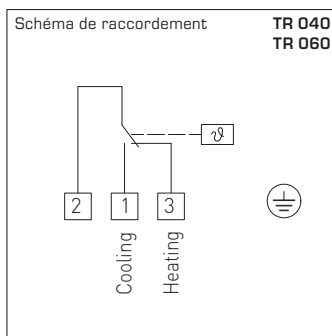 Schéma de raccordement
TR 040
TR 060
ϑ
2 1 3
Cooling
Heating